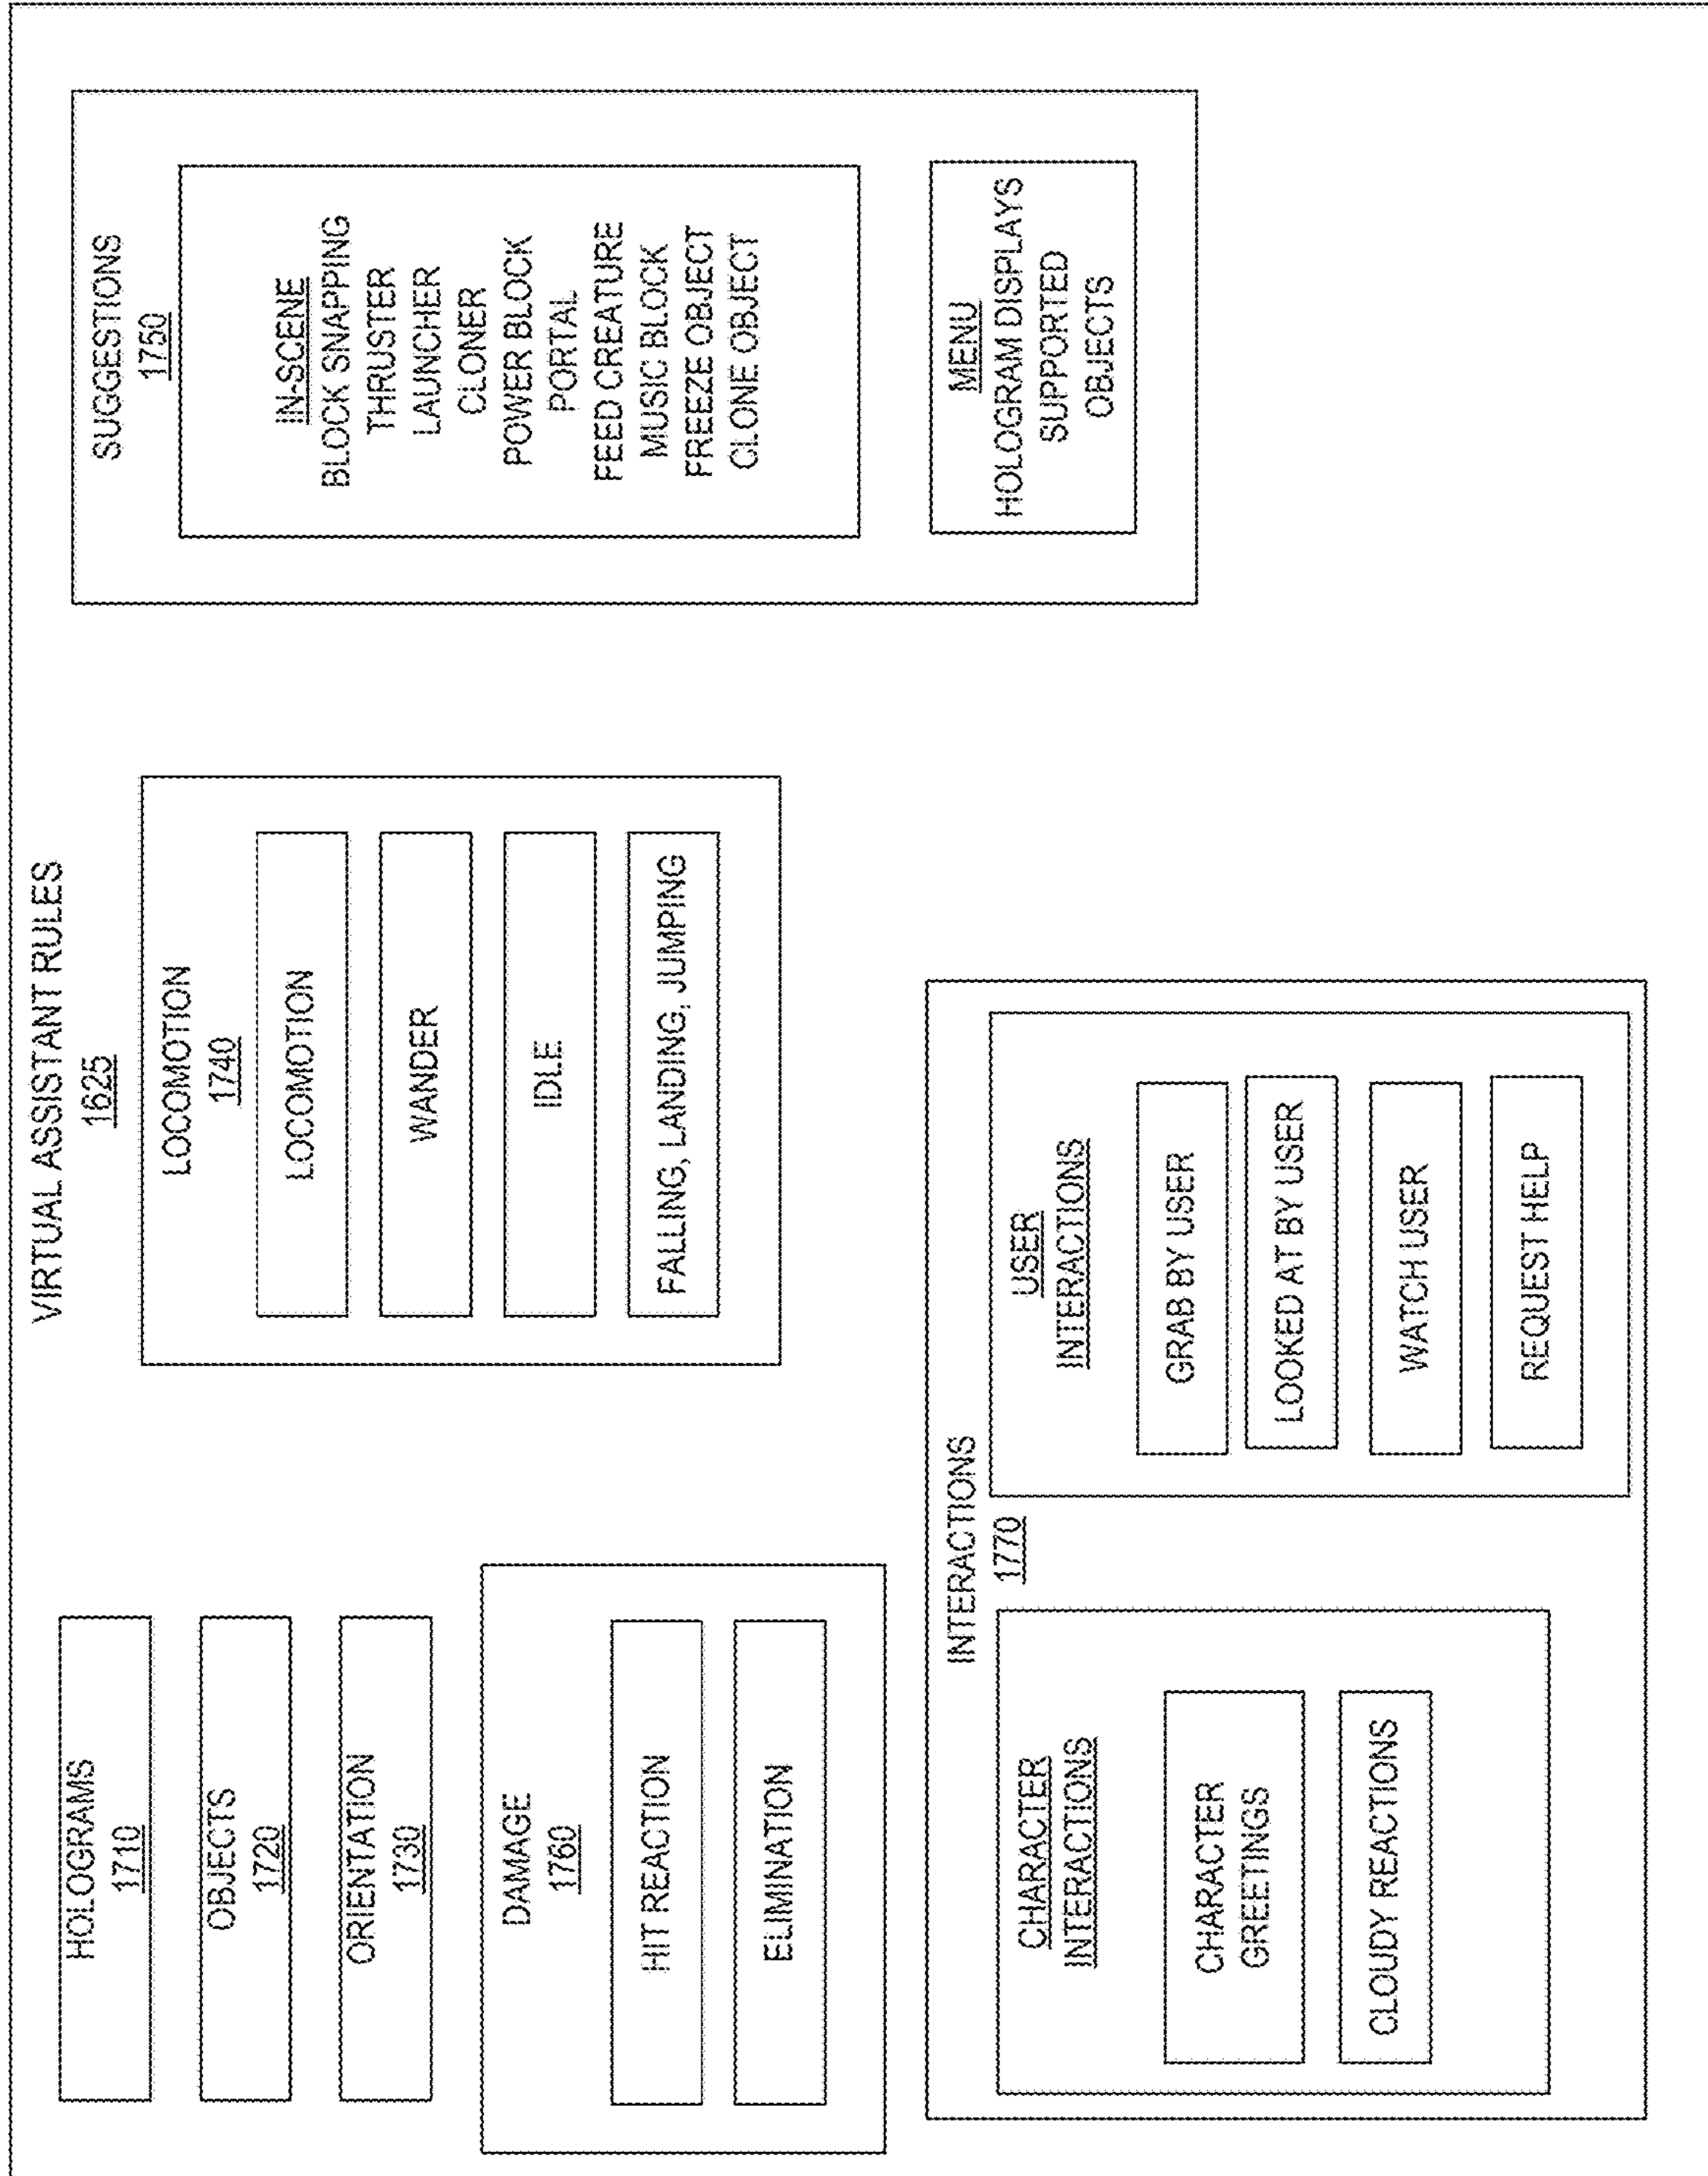 VIRTUAL ASSISTANT RULES
1625
HOLOGRAMS
1710
OBJECTS
1720
ORIENTATION
1730
DAMAGE
1760
HIT REACTION
ELIMINATION
LOCOMOTION
1740
LOCOMOTION
WANDER
IDLE
FALLING, LANDING, JUMPING
SUGGESTIONS
1750
IN-SCENE
BLOCK SNAPPING
THRUSTER
LAUNCHER
CLONER
POWER BLOCK
PORTAL
FEED CREATURE
MUSIC BLOCK
FREEZE OBJECT
CLONE OBJECT
MENU
HOLOGRAM DISPLAYS
SUPPORTED
OBJECTS
INTERACTIONS
1770
CHARACTER
INTERACTIONS
CHARACTER
GREETINGS
CLOUDY REACTIONS
USER
INTERACTIONS
GRAB BY USER
LOOKED AT BY USER
WATCH USER
REQUEST HELP